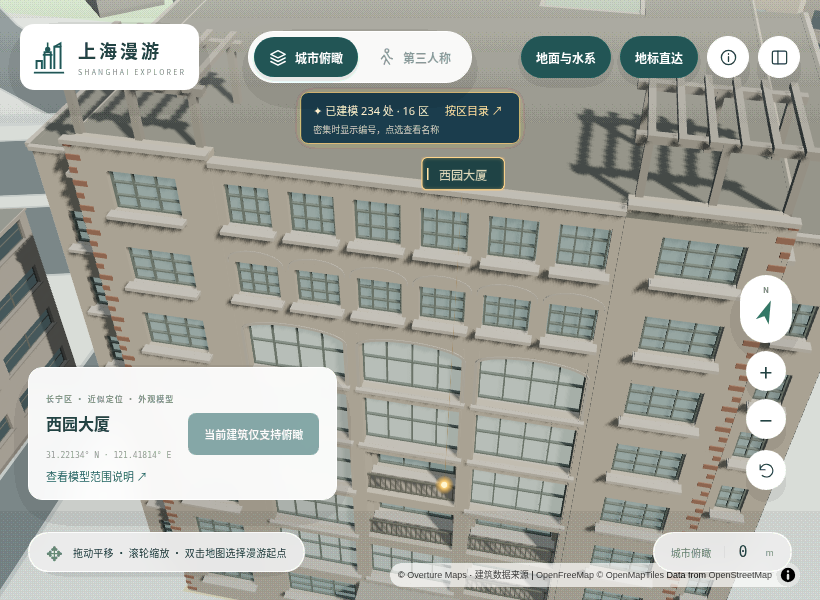 上海漫游
SHANGHAI EXPLORER
城市俯瞰
第三人称
地面与水系
地标直达
✦ 已建模 234 处 · 16 区 按区目录 ↗
密集时显示编号，点选查看名称
西园大厦
N
长宁区 · 近似定位 · 外观模型
西园大厦
当前建筑仅支持俯瞰
31.22134° N · 121.41814° E
查看模型范围说明 ↗
拖动平移 · 滚轮缩放 · 双击地图选择漫游起点
城市俯瞰 0 m
© Overture Maps · 建筑数据来源 | OpenFreeMap © OpenMapTiles Data from OpenStreetMap